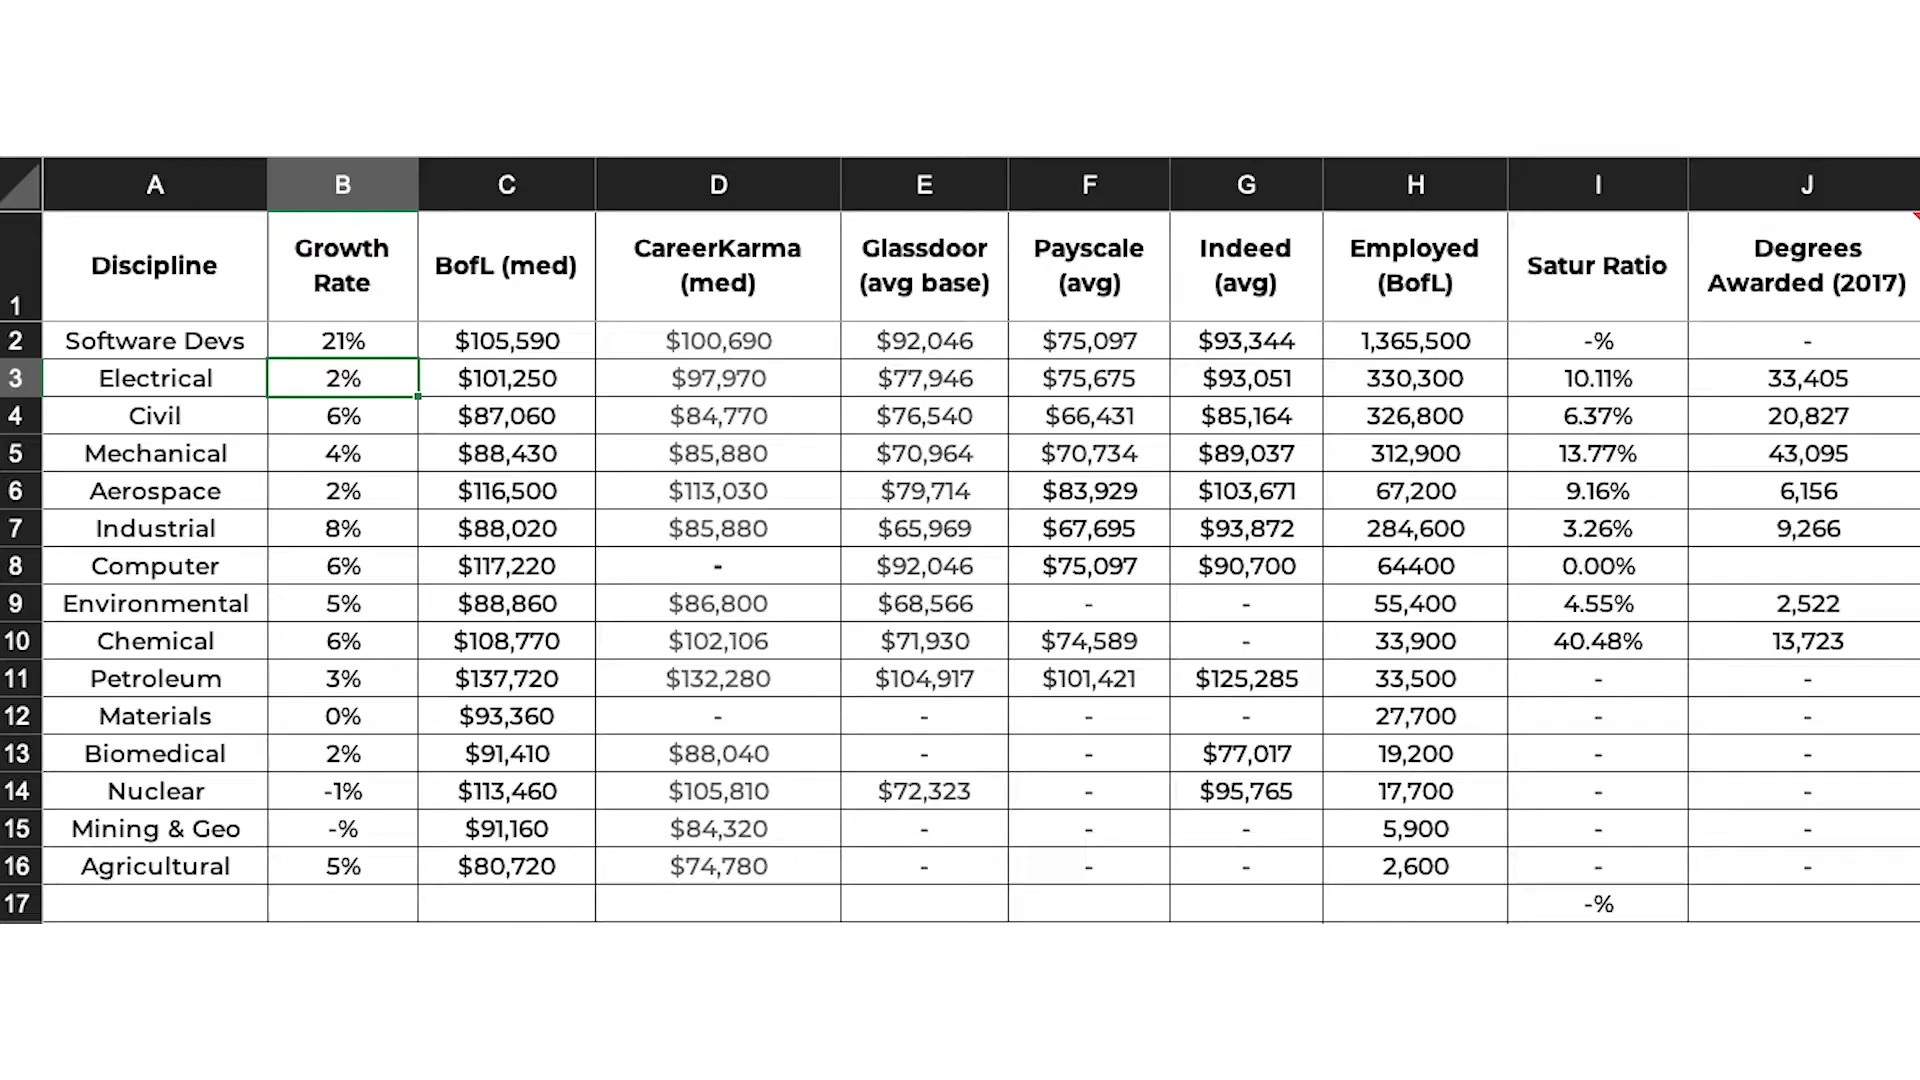 A B C D E F G H I J
1 Discipline Growth Rate BofL (med) CareerKarma (med) Glassdoor (avg base) Payscale (avg) Indeed (avg) Employed (BofL) Satur Ratio Degrees Awarded (2017)
2 Software Devs 21% $105,590 $100,690 $92,046 $75,097 $93,344 1,365,500 -% -
3 Electrical 2% $101,250 $97,970 $77,946 $75,675 $93,051 330,300 10.11% 33,405
4 Civil 6% $87,060 $84,770 $76,540 $66,431 $85,164 326,800 6.37% 20,827
5 Mechanical 4% $88,430 $85,880 $70,964 $70,734 $89,037 312,900 13.77% 43,095
6 Aerospace 2% $116,500 $113,030 $79,714 $83,929 $103,671 67,200 9.16% 6,156
7 Industrial 8% $88,020 $85,880 $65,969 $67,695 $93,872 284,600 3.26% 9,266
8 Computer 6% $117,220 - $92,046 $75,097 $90,700 64400 0.00%
9 Environmental 5% $88,860 $86,800 $68,566 - - 55,400 4.55% 2,522
10 Chemical 6% $108,770 $102,106 $71,930 $74,589 - 33,900 40.48% 13,723
11 Petroleum 3% $137,720 $132,280 $104,917 $101,421 $125,285 33,500 - -
12 Materials 0% $93,360 - - - - 27,700 - -
13 Biomedical 2% $91,410 $88,040 - - $77,017 19,200 - -
14 Nuclear -1% $113,460 $105,810 $72,323 - $95,765 17,700 - -
15 Mining & Geo -% $91,160 $84,320 - - - 5,900 - -
16 Agricultural 5% $80,720 $74,780 - - - 2,600 - -
17 -%